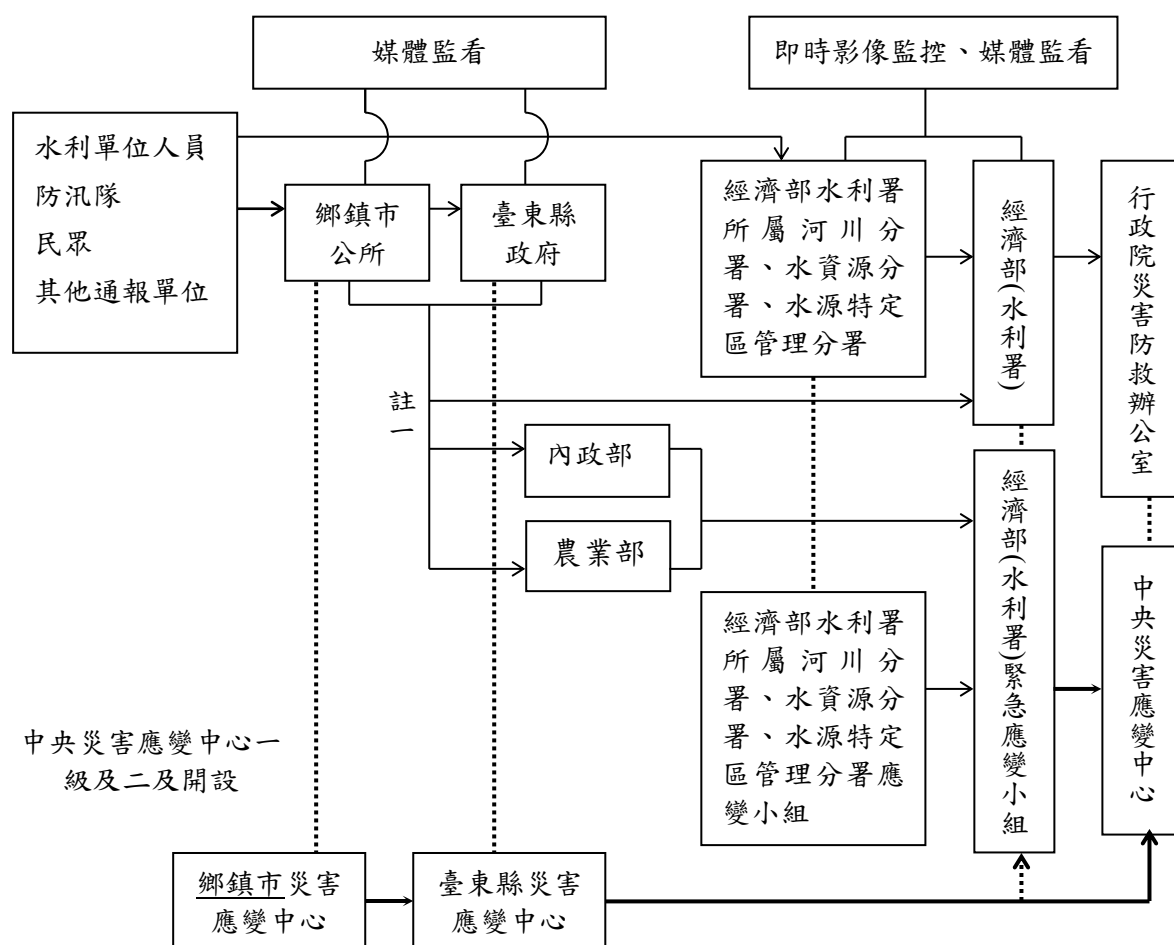 媒體監看
即時影像監控、媒體監看
水利單位人員
防汛隊
民眾
其他通報單位
鄉鎮市
公所
臺東縣
政府
經濟部水利署
所屬河川分
署、水資源分
署、水源特定
區管理分署
經濟部(水利署)
行政院災害防救辦公室
註一
內政部
農業部
經濟部水利署
所屬河川分
署、水資源分
署、水源特定
區管理分署應
變小組
經濟部(水利署)緊急應變小組
中央災害應變中心
中央災害應變中心一
級及二及開設
鄉鎮市災害
應變中心
臺東縣災害
應變中心